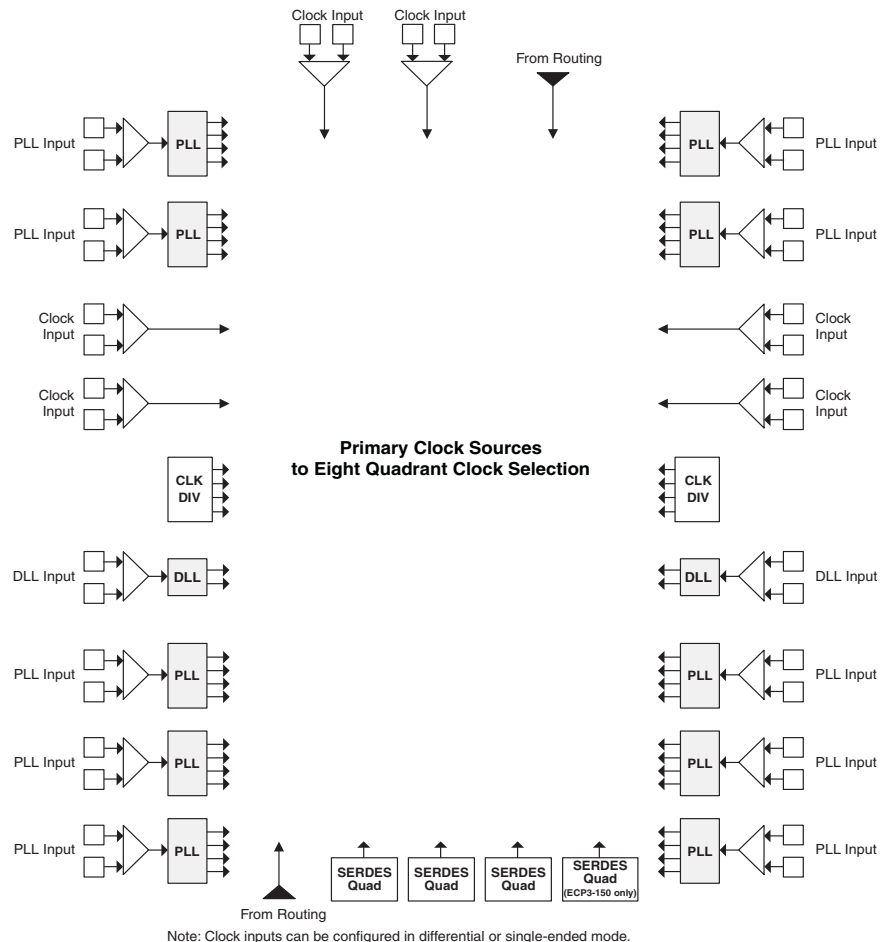 Clock Input Clock Input
From Routing
PLL Input PLL PLL PLL Input
PLL Input PLL PLL PLL Input
Clock
Input
Clock
Input
Clock
Input
Clock
Input
Primary Clock Sources
to Eight Quadrant Clock Selection
CLK
DIV
CLK
DIV
DLL Input DLL DLL DLL Input
PLL Input PLL PLL PLL Input
PLL Input PLL PLL PLL Input
PLL Input PLL PLL PLL Input
SERDES
Quad
SERDES
Quad
SERDES
Quad
SERDES
Quad
(ECP3-150 only)
From Routing
Note: Clock inputs can be configured in differential or single-ended mode.